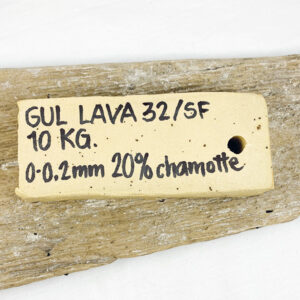 GUL LAVA 32/SF
10 KG.
0-0.2mm 20% chamotte